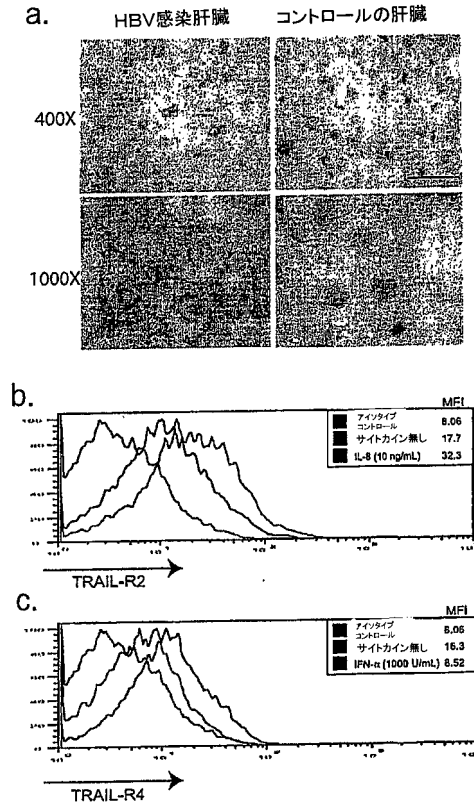 a.
HBV感染肝臓 コントロールの肝臓
400X
1000X
b.
MFI
アイソタイプ コントロール 8.06
サイトカイン無し 17.7
IL-8 (10 ng/mL) 32.3
TRAIL-R2
c.
MFI
アイソタイプ コントロール 6.06
サイトカイン無し 16.3
IFN-α (1000 U/mL) 8.52
TRAIL-R4